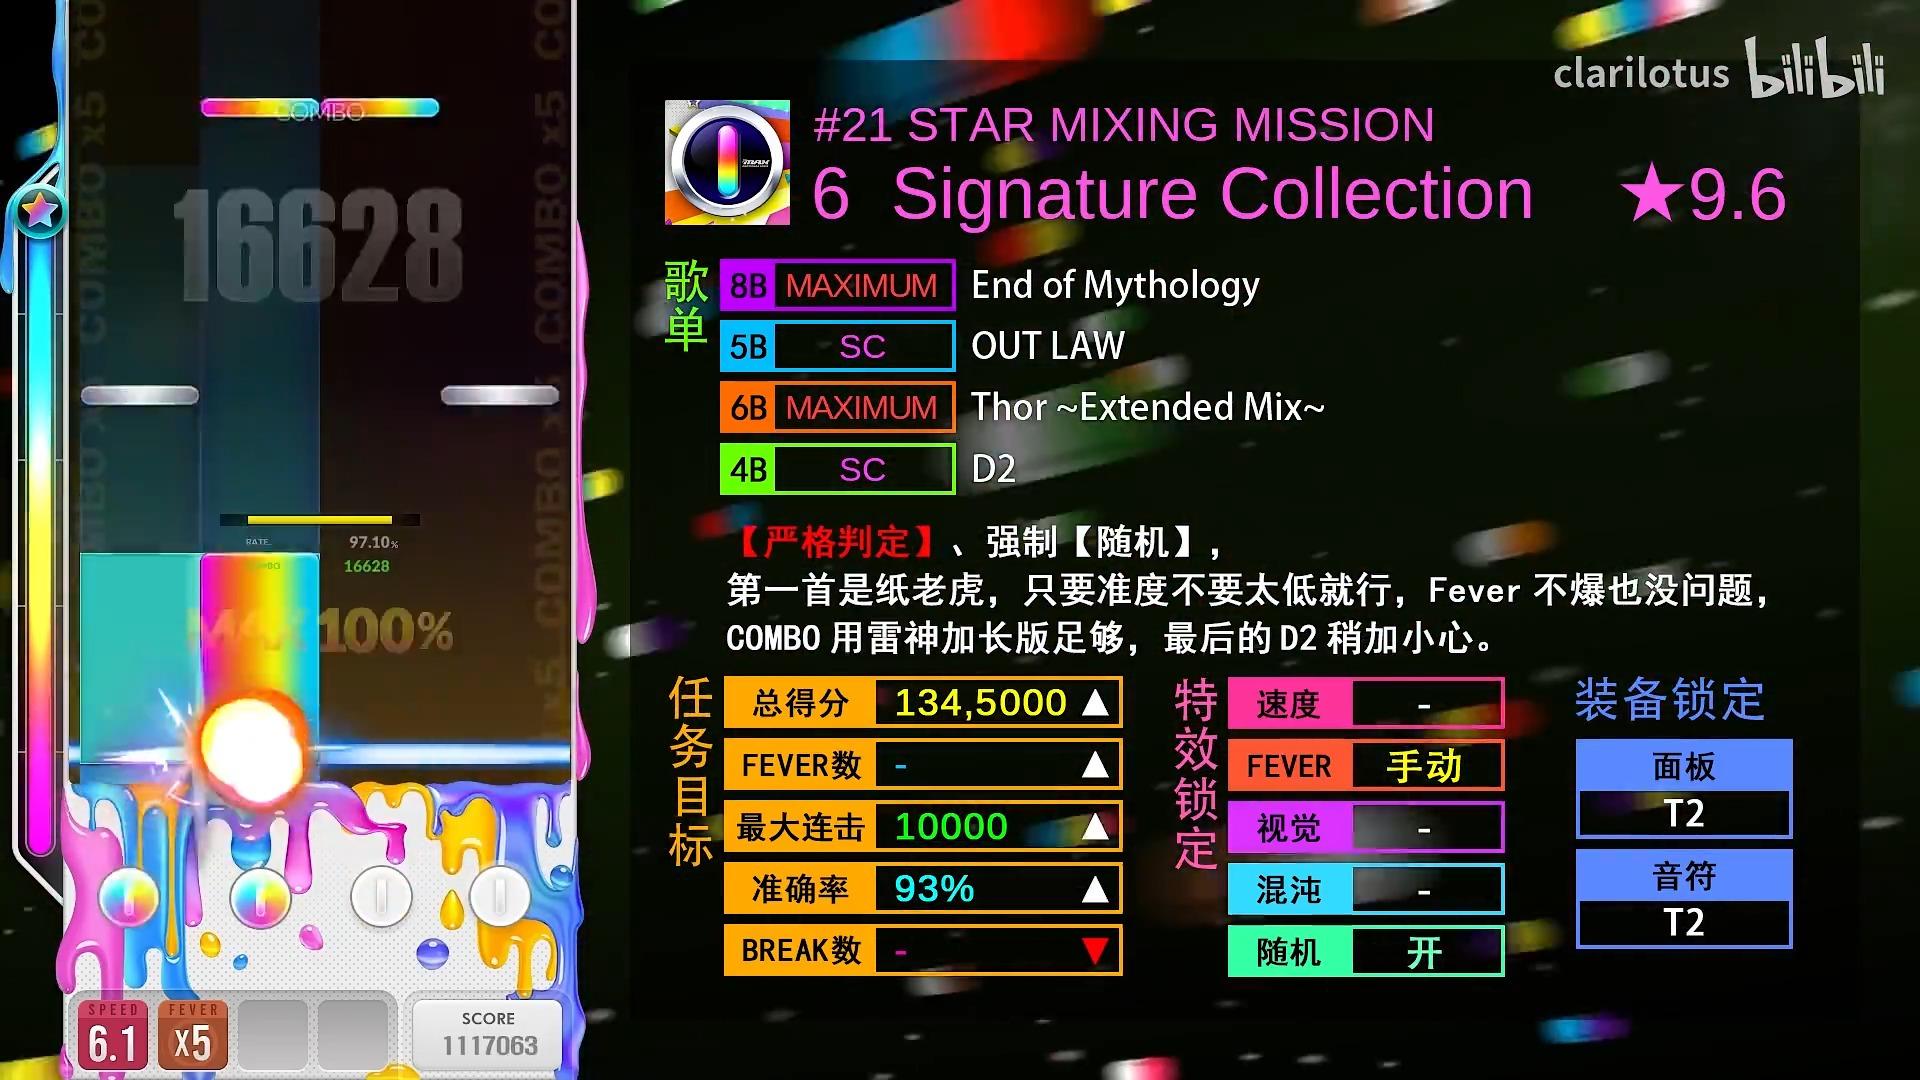 clarilotus bilibili
COMBO
16628
RATE
97.10%
COMBO
16628
MAX 100%
COMBO x5
SPEED
6.1
FEVER
x5
SCORE
1117063
#21 STAR MIXING MISSION
6 Signature Collection ★9.6
歌单
8B MAXIMUM End of Mythology
5B SC OUT LAW
6B MAXIMUM Thor ~Extended Mix~
4B SC D2
【严格判定】、强制【随机】,
第一首是纸老虎，只要准度不要太低就行，Fever 不爆也没问题，
COMBO 用雷神加长版足够，最后的 D2 稍加小心。
任务目标
总得分 134,5000 ▲
FEVER数 - ▲
最大连击 10000 ▲
准确率 93% ▲
BREAK数 - ▼
特效锁定
速度 -
FEVER 手动
视觉 -
混沌 -
随机 开
装备锁定
面板
T2
音符
T2